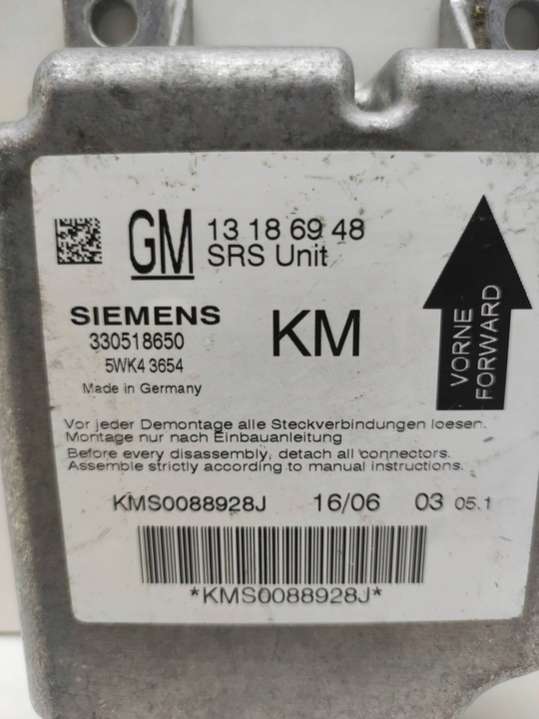 GM 13 18 69 48
SRS Unit
SIEMENS
330518650
5WK4 3654
Made in Germany
KM
VORNE
FORWARD
Vor jeder Demontage alle Steckverbindungen loesen.
Montage nur nach Einbauanleitung
Before every disassembly, detach all connectors.
Assemble strictly according to manual instructions.
KMS0088928J 16/06 03 05.1
*KMS0088928J*